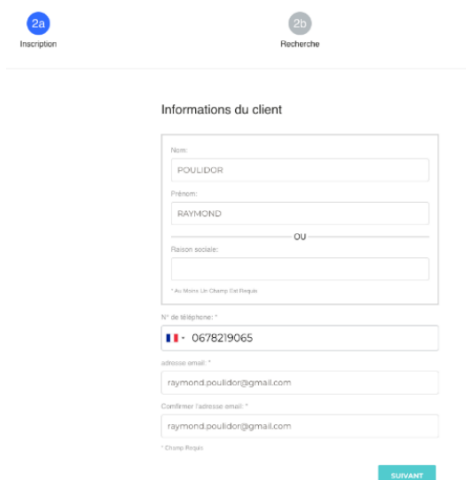 2a
2b
Inscription
Recherche
Informations du client
Nom:
POULIDOR
Prénom:
RAYMOND
OU
Raison sociale:
* Au Moins Un Champ Est Requis
N° de téléphone: *
0678219065
adresse email: *
raymond.poulidor@gmail.com
Comfirmer l'adresse email: *
raymond.poulidor@gmail.com
* Champ Requis
SUIVANT